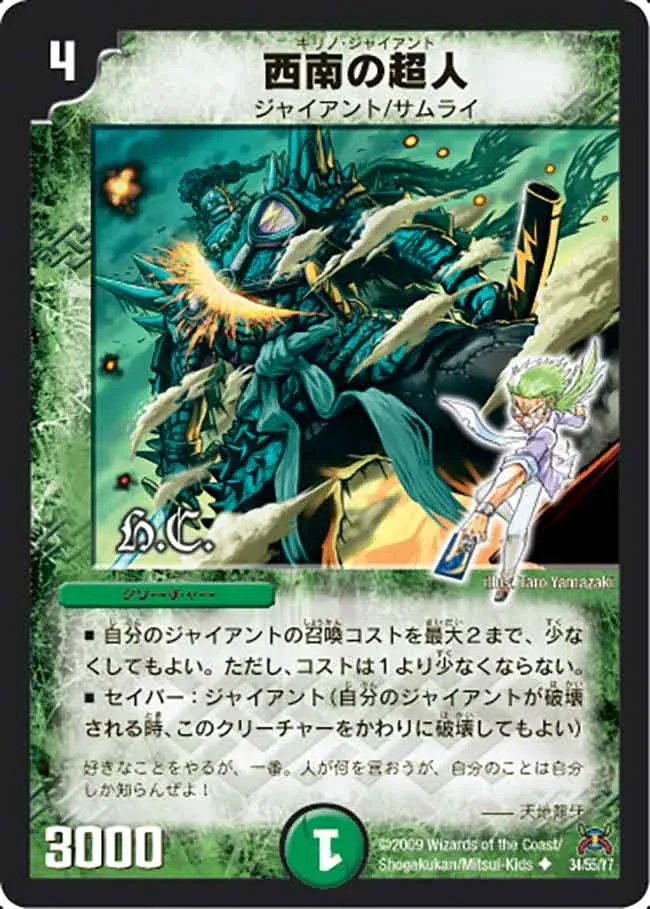 4
キリノ・ジャイアント
西南の超人
ジャイアント/サムライ
H.C.
illus. Taro Yamazaki
クリーチャー
■ 自分のジャイアントの召喚コストを最大2まで、少な
くしてもよい。ただし、コストは1より少なくならない。
■ セイバー：ジャイアント（自分のジャイアントが破壊
される時、このクリーチャーをかわりに破壊してもよい）
好きなことをやるが、一番。人が何を言おうが、自分のことは自分
しか知らんぜよ！
—— 天地龍牙
3000
1
©2009 Wizards of the Coast/
Shogakukan/Mitsui-Kids ◆
34/55/Y7